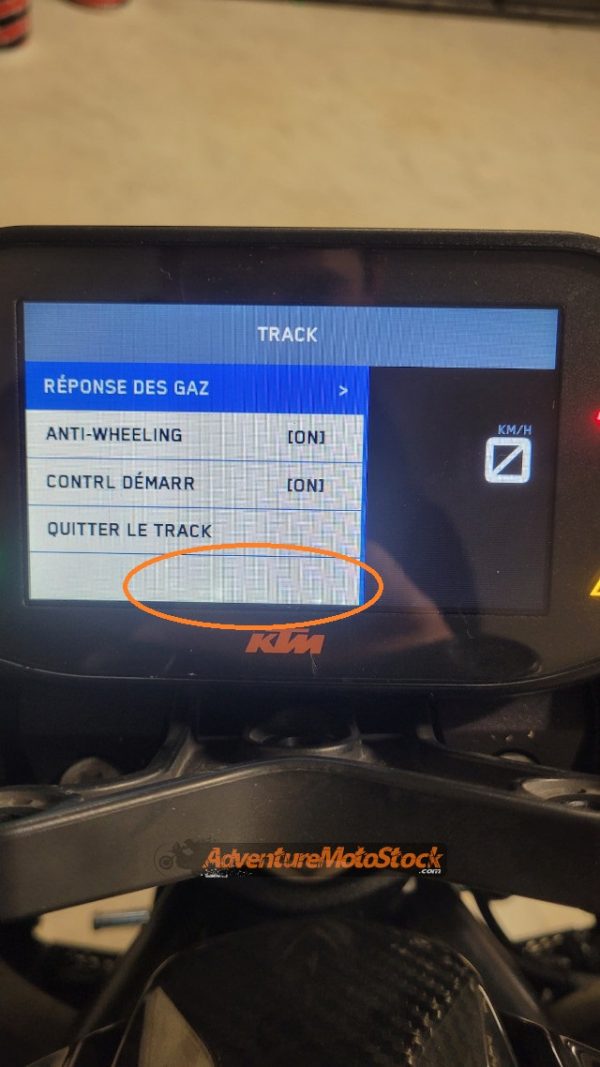 TRACK
RÉPONSE DES GAZ >
ANTI-WHEELING [ON]
CONTRL DÉMARR [ON]
QUITTER LE TRACK
KM/H
KTM
AdventureMotoStock
.com